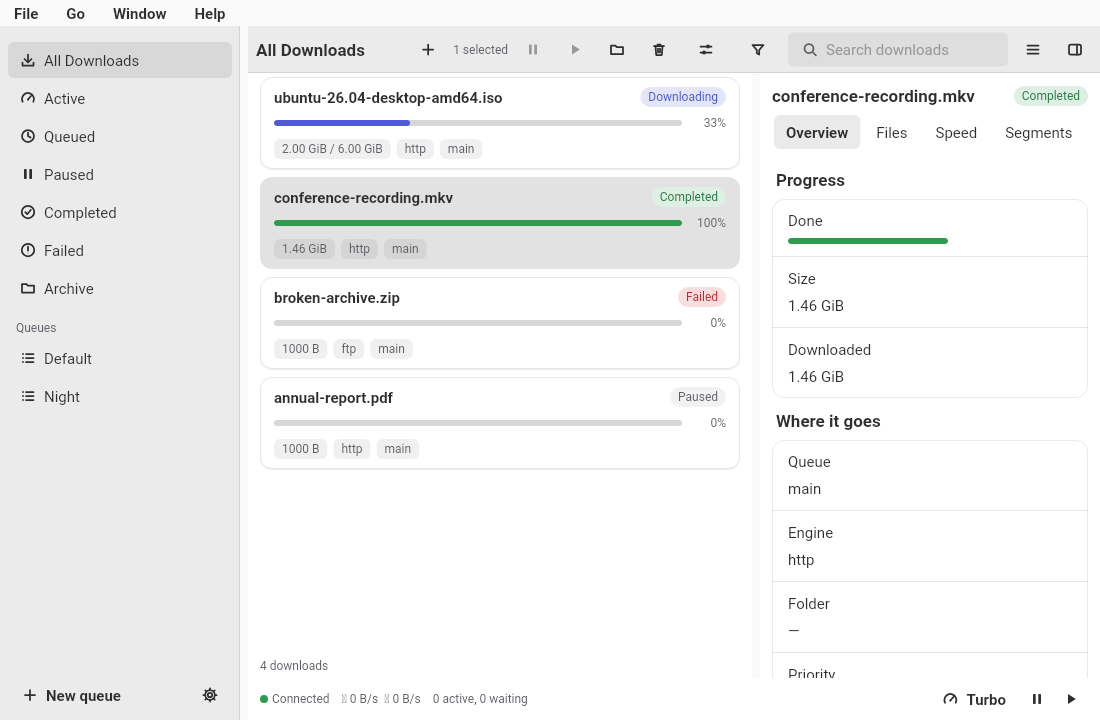 File Go Window Help
All Downloads
Active
Queued
Paused
Completed
Failed
Archive
Queues
Default
Night
New queue
All Downloads
1 selected
Search downloads
ubuntu-26.04-desktop-amd64.iso
Downloading
33%
2.00 GiB / 6.00 GiB http main
conference-recording.mkv
Completed
100%
1.46 GiB http main
broken-archive.zip
Failed
0%
1000 B ftp main
annual-report.pdf
Paused
0%
1000 B http main
4 downloads
Connected 0 B/s 0 B/s 0 active, 0 waiting
conference-recording.mkv
Completed
Overview Files Speed Segments
Progress
Done
Size
1.46 GiB
Downloaded
1.46 GiB
Where it goes
Queue
main
Engine
http
Folder
—
Priority
Turbo